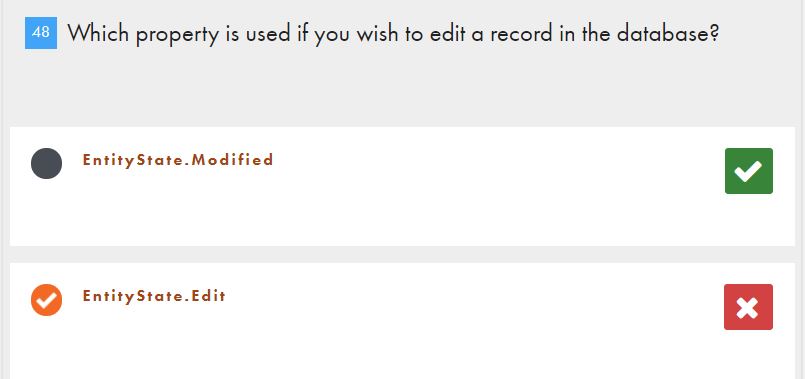 48 Which property is used if you wish to edit a record in the database?
EntityState.Modified
EntityState.Edit